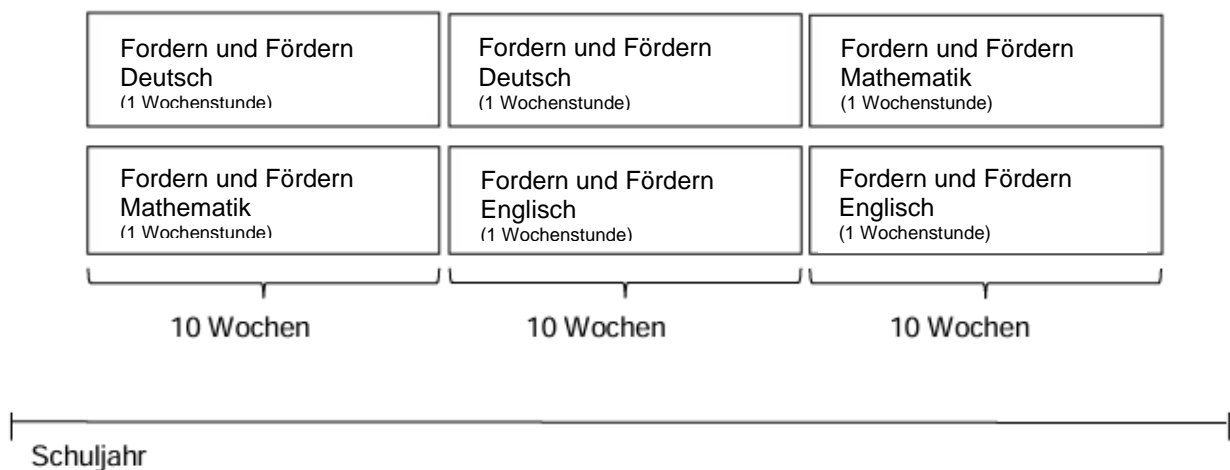 Fordern und Fördern
Deutsch
(1 Wochenstunde)
Fordern und Fördern
Deutsch
(1 Wochenstunde)
Fordern und Fördern
Mathematik
(1 Wochenstunde)
Fordern und Fördern
Mathematik
(1 Wochenstunde)
Fordern und Fördern
Englisch
(1 Wochenstunde)
Fordern und Fördern
Englisch
(1 Wochenstunde)
10 Wochen
10 Wochen
10 Wochen
Schuljahr